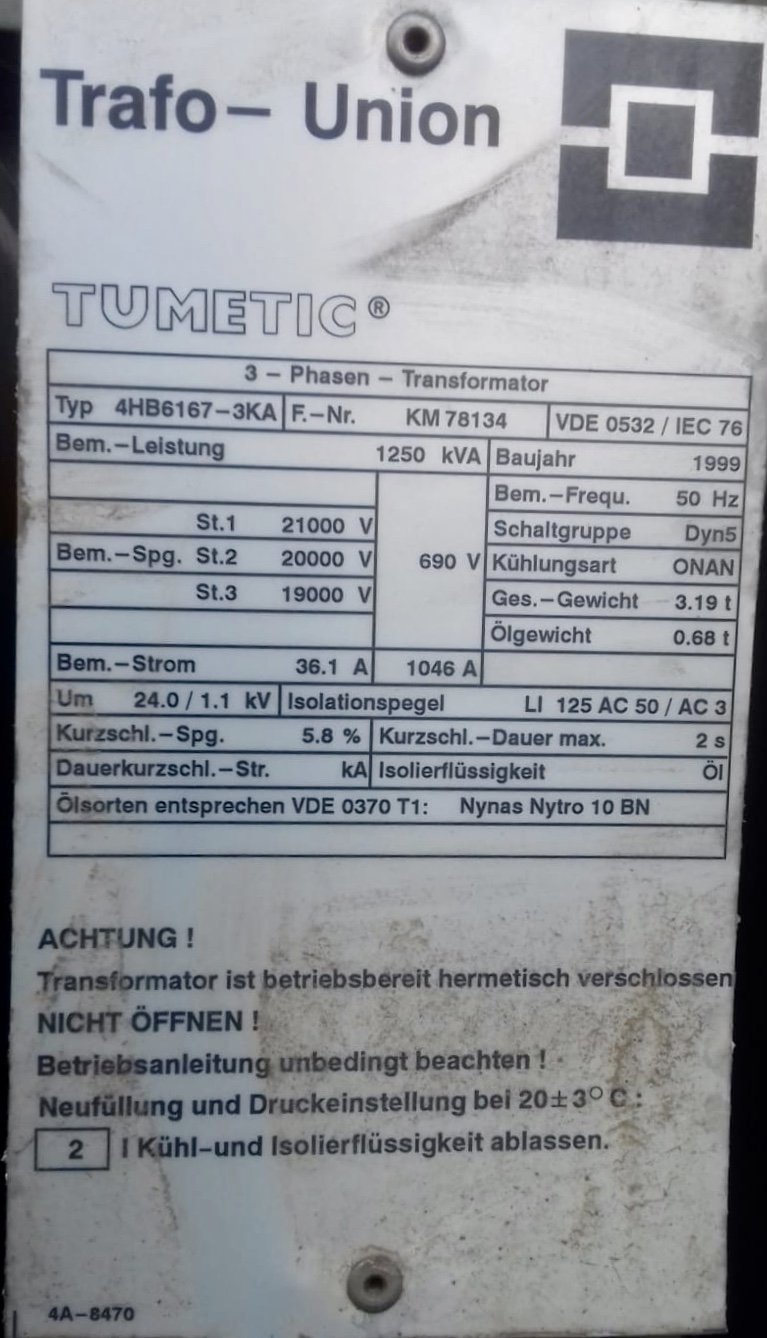 Trafo– Union
TUMETIC®
3 – Phasen – Transformator
Typ 4HB6167–3KA F.–Nr. KM 78134 VDE 0532 / IEC 76
Bem.–Leistung 1250 kVA Baujahr 1999
Bem.–Frequ. 50 Hz
St.1 21000 V Schaltgruppe Dyn5
Bem.–Spg. St.2 20000 V 690 V Kühlungsart ONAN
St.3 19000 V Ges.–Gewicht 3.19 t
Ölgewicht 0.68 t
Bem.–Strom 36.1 A 1046 A
Um 24.0 / 1.1 kV Isolationspegel LI 125 AC 50 / AC 3
Kurzschl.–Spg. 5.8 % Kurzschl.–Dauer max. 2 s
Dauerkurzschl.–Str. kA Isolierflüssigkeit Öl
Ölsorten entsprechen VDE 0370 T1: Nynas Nytro 10 BN
ACHTUNG !
Transformator ist betriebsbereit hermetisch verschlossen
NICHT ÖFFNEN !
Betriebsanleitung unbedingt beachten !
Neufüllung und Druckeinstellung bei 20±3° C :
2 l Kühl–und Isolierflüssigkeit ablassen.
4A–8470